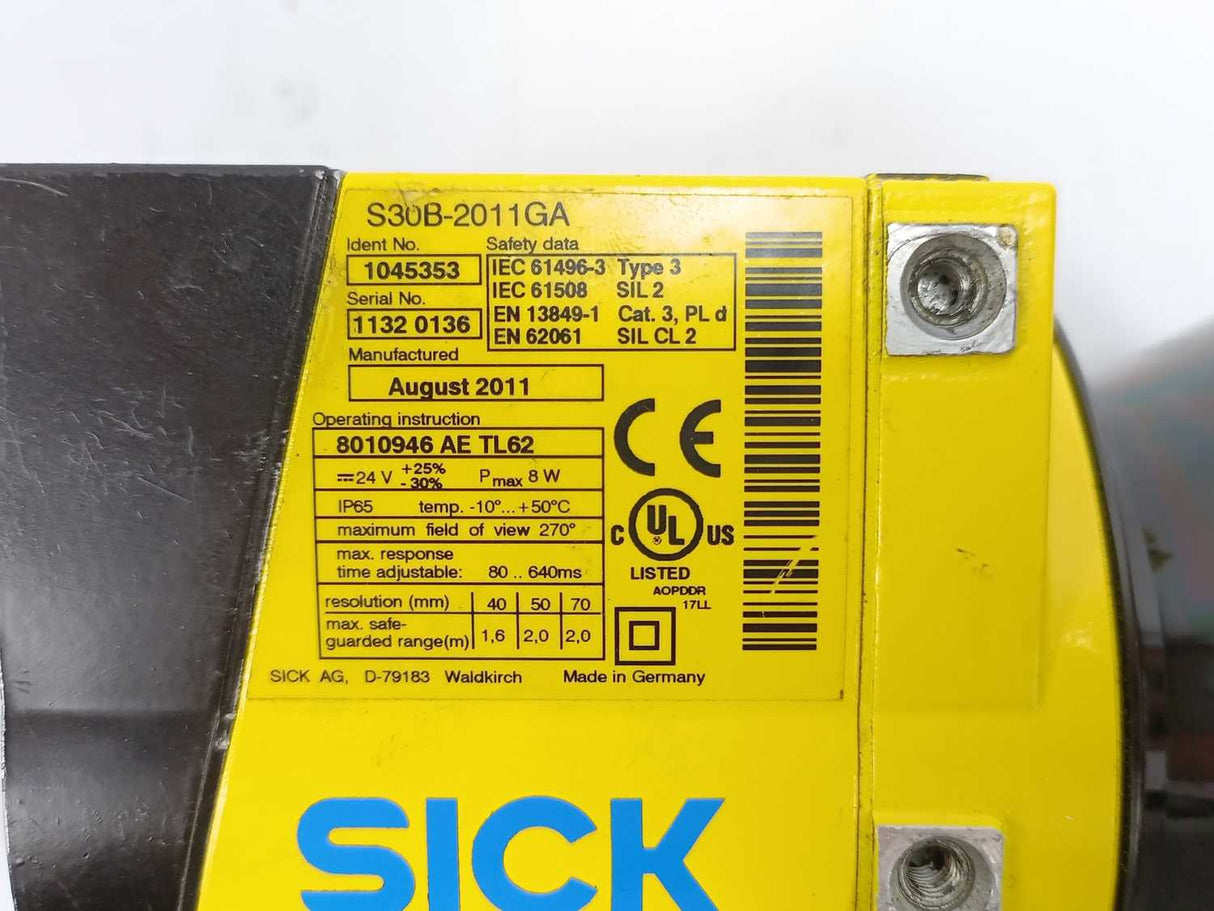 S30B-2011GA
Ident No.
1045353
Safety data
IEC 61496-3 Type 3
IEC 61508 SIL 2
EN 13849-1 Cat. 3, PL d
EN 62061 SIL CL 2
Serial No.
1132 0136
Manufactured
August 2011
Operating instruction
8010946 AE TL62
⎓24 V +25% -30% Pmax 8 W
IP65 temp. -10°...+50°C
maximum field of view 270°
max. response
time adjustable: 80 .. 640ms
resolution (mm) 40 50 70
max. safe-
guarded range(m) 1,6 2,0 2,0
CE
C UL US
LISTED
AOPDDR
17LL
SICK AG, D-79183 Waldkirch Made in Germany
SICK